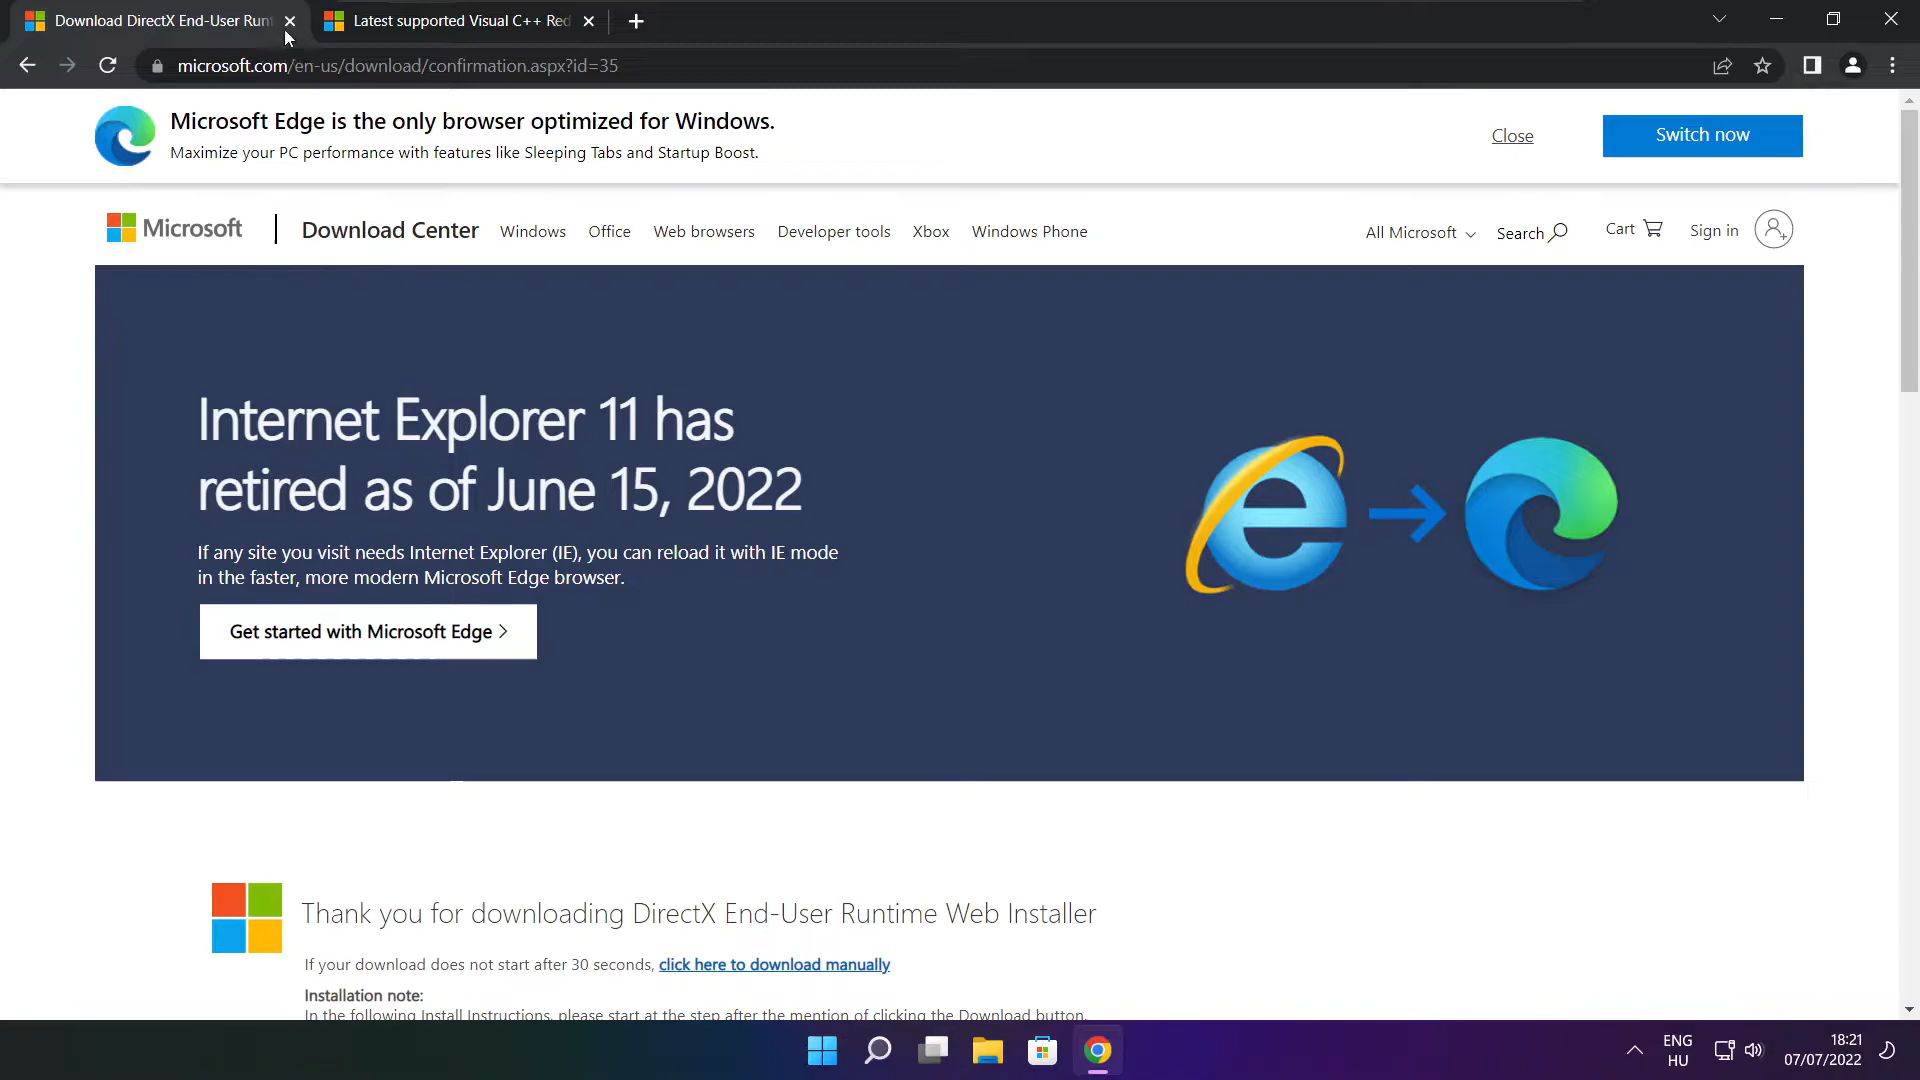 Download DirectX End-User Runt
Latest supported Visual C++ Red
microsoft.com/en-us/download/confirmation.aspx?id=35
Microsoft Edge is the only browser optimized for Windows.
Maximize your PC performance with features like Sleeping Tabs and Startup Boost.
Close
Switch now
Microsoft
Download Center
Windows
Office
Web browsers
Developer tools
Xbox
Windows Phone
All Microsoft
Search
Cart
Sign in
Internet Explorer 11 has
retired as of June 15, 2022
If any site you visit needs Internet Explorer (IE), you can reload it with IE mode
in the faster, more modern Microsoft Edge browser.
Get started with Microsoft Edge >
Thank you for downloading DirectX End-User Runtime Web Installer
If your download does not start after 30 seconds, click here to download manually
Installation note:
In the following Install Instructions, please start at the step after the mention of clicking the Download button.
ENG
HU
18:21
07/07/2022